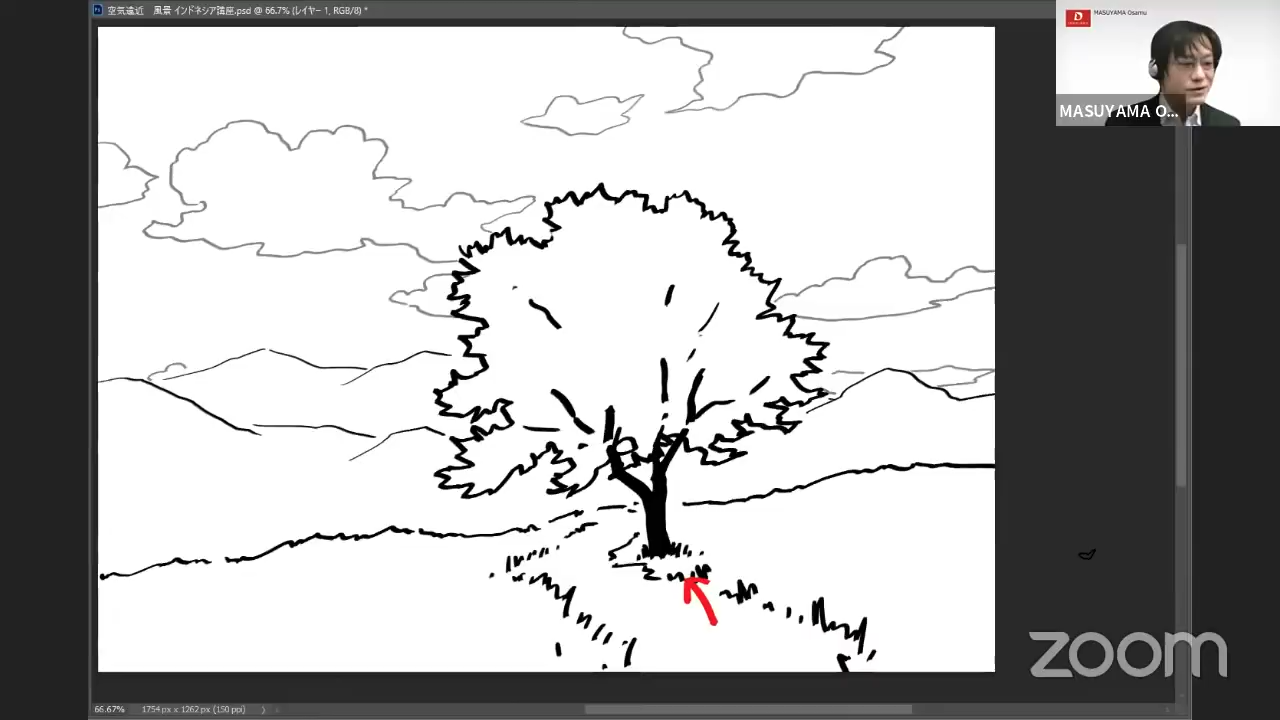 空気遠近　風景 インドネシア講座.psd @ 66.7% (レイヤー 1, RGB/8) *
MASUYAMA Osamu
MASUYAMA O...
zoom
66.67% 1754 px x 1262 px (150 ppi)